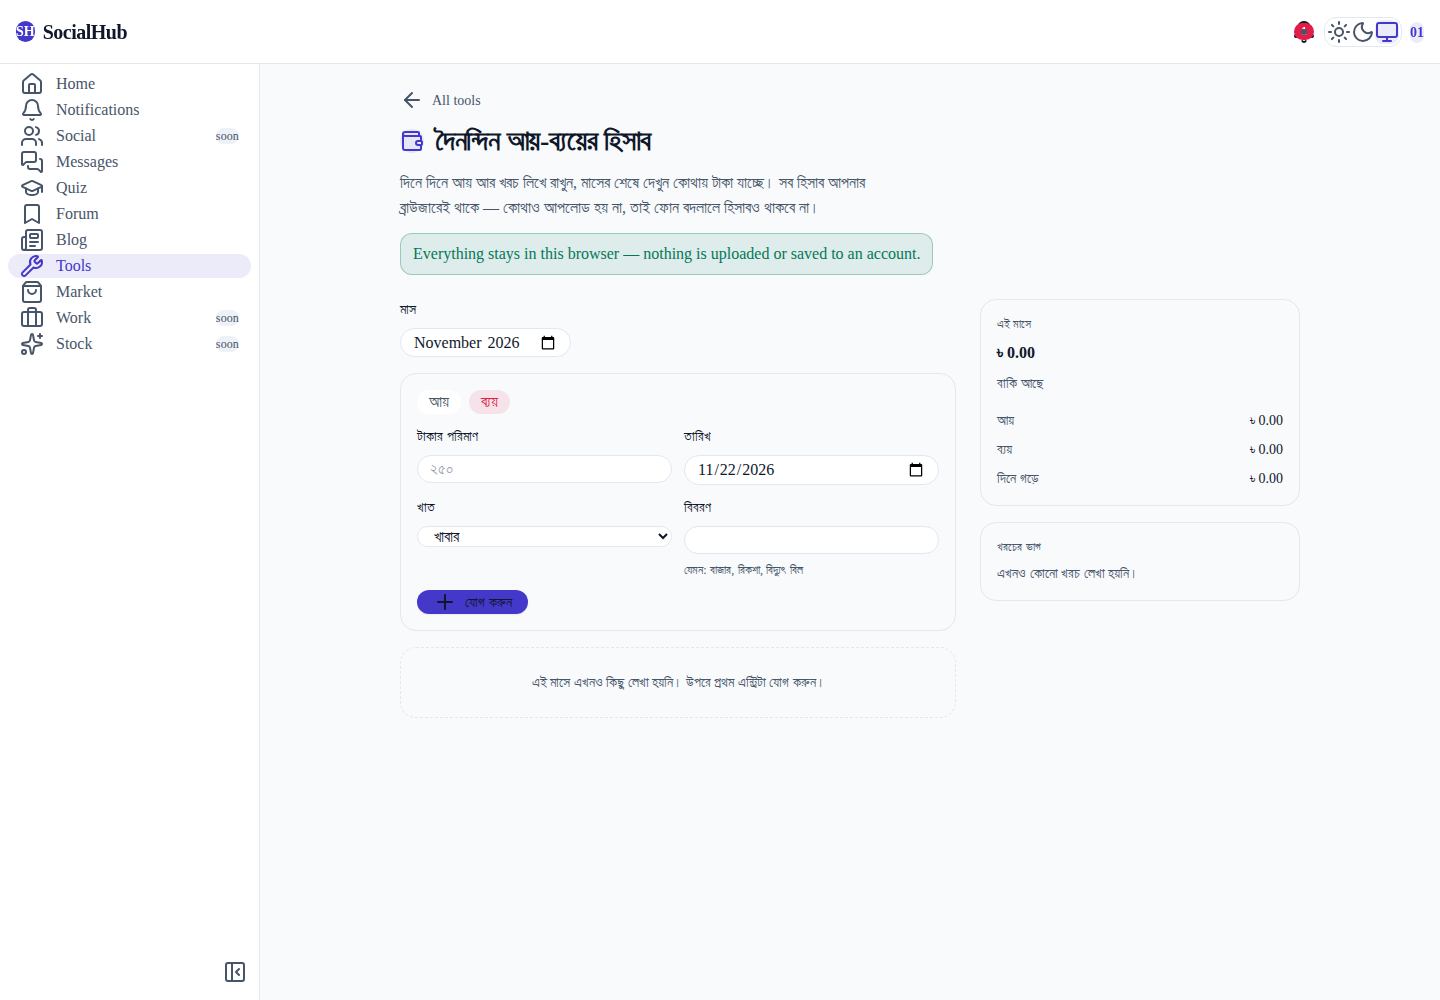 SH SocialHub
01
Home
Notifications
Social soon
Messages
Quiz
Forum
Blog
Tools
Market
Work soon
Stock soon
All tools
দৈনন্দিন আয়-ব্যয়ের হিসাব
দিনে দিনে আয় আর খরচ লিখে রাখুন, মাসের শেষে দেখুন কোথায় টাকা যাচ্ছে। সব হিসাব আপনার
ব্রাউজারেই থাকে — কোথাও আপলোড হয় না, তাই ফোন বদলালে হিসাবও থাকবে না।
Everything stays in this browser — nothing is uploaded or saved to an account.
মাস
November 2026
আয় ব্যয়
টাকার পরিমাণ তারিখ
২৫০ 11/22/2026
খাত বিবরণ
খাবার
যেমন: বাজার, রিকশা, বিদ্যুৎ বিল
যোগ করুন
এই মাসে এখনও কিছু লেখা হয়নি। উপরে প্রথম এন্ট্রিটা যোগ করুন।
এই মাসে
৳ 0.00
বাকি আছে
আয় ৳ 0.00
ব্যয় ৳ 0.00
দিনে গড়ে ৳ 0.00
খরচের ভাগ
এখনও কোনো খরচ লেখা হয়নি।